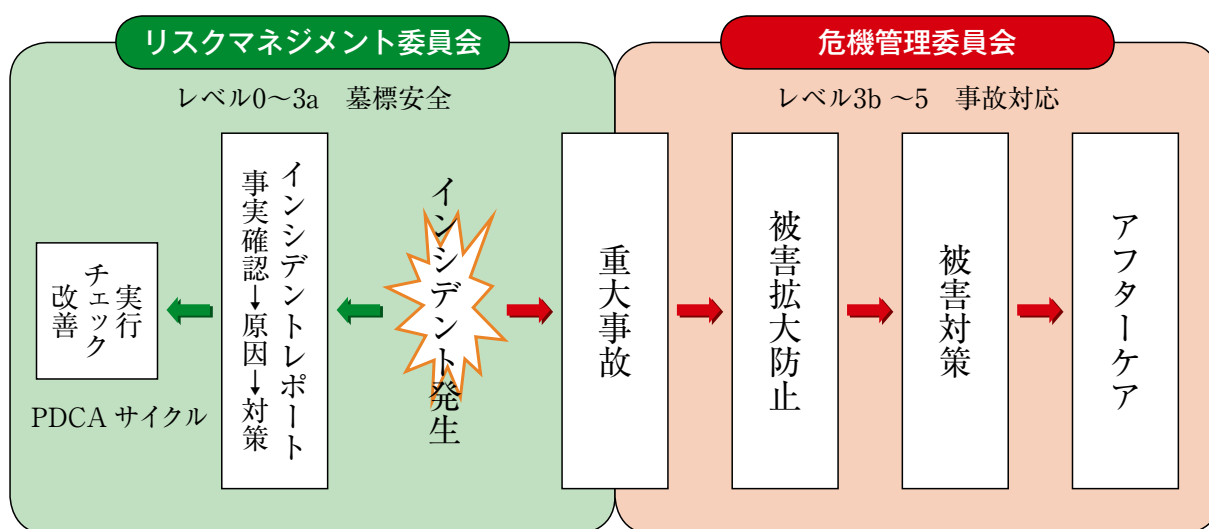 リスクマネジメント委員会
レベル0〜3a　墓標安全
実行
チェック
改善
PDCA サイクル
インシデントレポート
事実確認→原因→対策
インシデント発生
危機管理委員会
レベル3b 〜5　事故対応
重大事故
被害拡大防止
被害対策
アフターケア